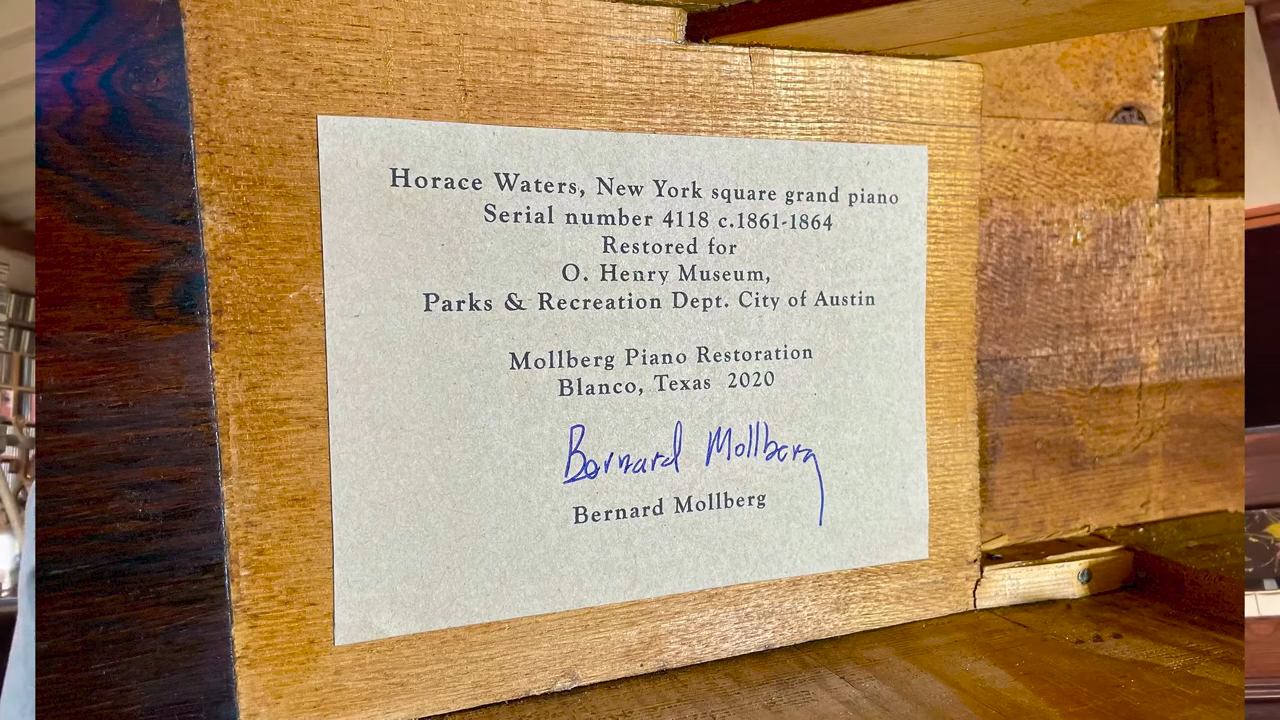 Horace Waters, New York square grand piano
Serial number 4118 c.1861-1864
Restored for
O. Henry Museum,
Parks & Recreation Dept. City of Austin
Mollberg Piano Restoration
Blanco, Texas 2020
Bernard Mollberg
Bernard Mollberg